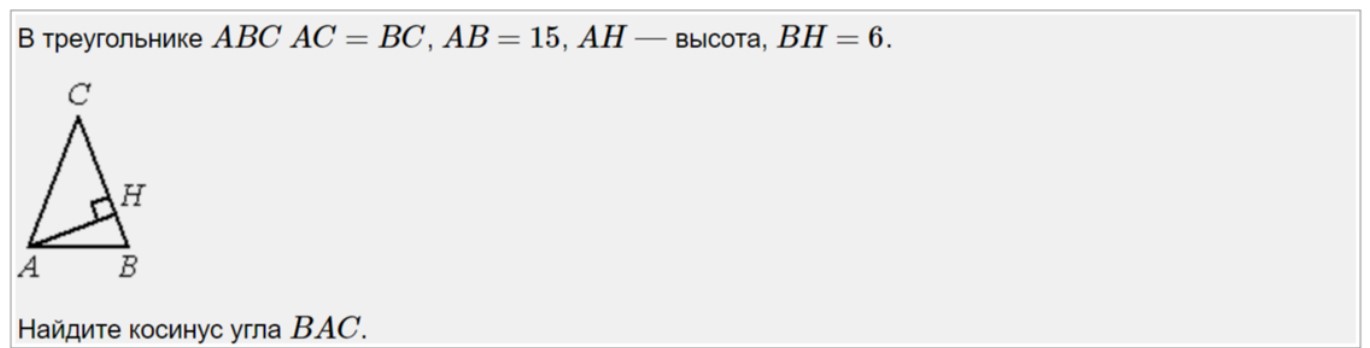 В треугольнике ABC AC = BC, AB = 15, AH — высота, BH = 6.
C
H
A B
Найдите косинус угла BAC.